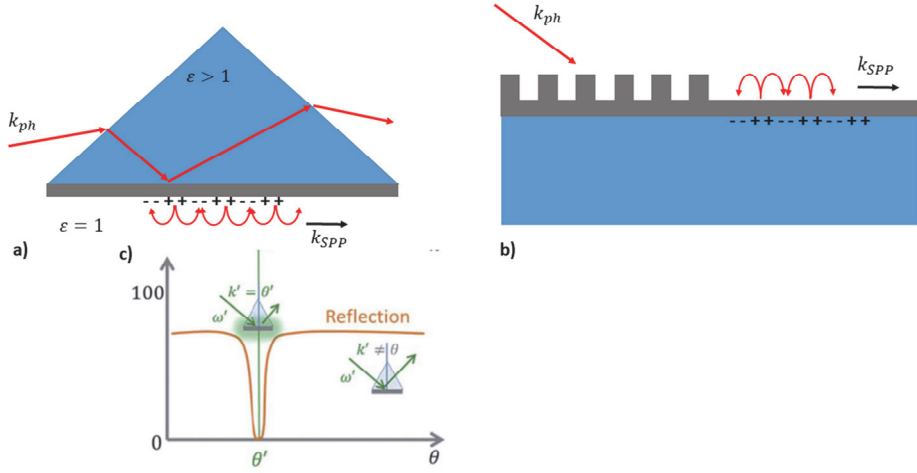 ε > 1
k_ph
- - + + - - + + - - + +
ε = 1
k_SPP
a)
k_ph
k_SPP
- - + + - - + + - - + +
b)
c)
100
k' = θ'
ω'
Reflection
k' ≠ θ
ω'
0
θ'
θ